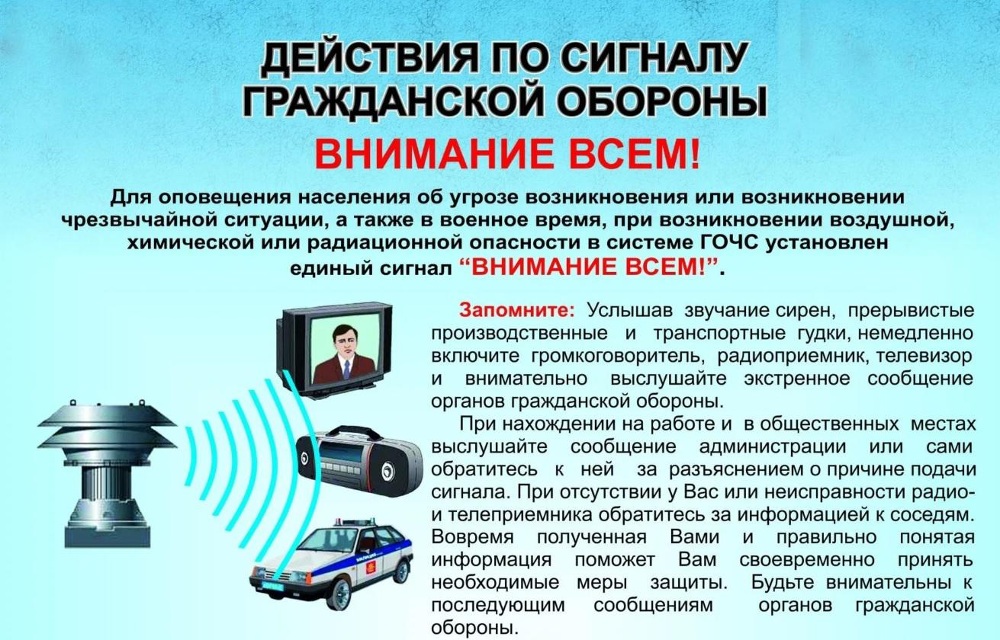 ДЕЙСТВИЯ ПО СИГНАЛУ
ГРАЖДАНСКОЙ ОБОРОНЫ
ВНИМАНИЕ ВСЕМ!
Для оповещения населения об угрозе возникновения или возникновении
чрезвычайной ситуации, а также в военное время, при возникновении воздушной,
химической или радиационной опасности в системе ГОЧС установлен
единый сигнал “ВНИМАНИЕ ВСЕМ!”.
Запомните: Услышав звучание сирен, прерывистые
производственные и транспортные гудки, немедленно
включите громкоговоритель, радиоприемник, телевизор
и внимательно выслушайте экстренное сообщение
органов гражданской обороны.
При нахождении на работе и в общественных местах
выслушайте сообщение администрации или сами
обратитесь к ней за разъяснением о причине подачи
сигнала. При отсутствии у Вас или неисправности радио-
и телеприемника обратитесь за информацией к соседям.
Вовремя полученная Вами и правильно понятая
информация поможет Вам своевременно принять
необходимые меры защиты. Будьте внимательны к
последующим сообщениям органов гражданской
обороны.
МИЛИЦИЯ